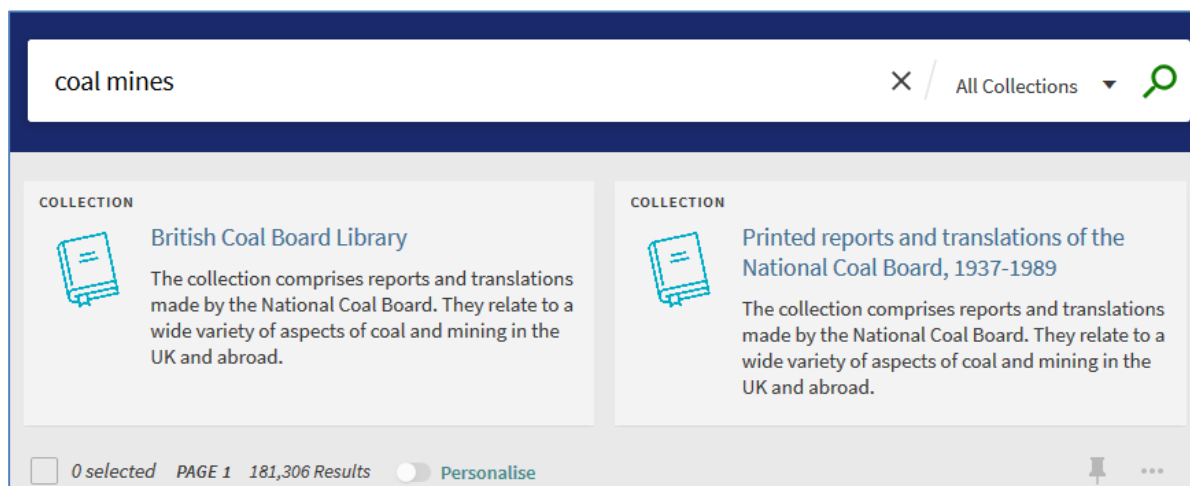 coal mines
All Collections
COLLECTION
British Coal Board Library
The collection comprises reports and translations
made by the National Coal Board. They relate to a
wide variety of aspects of coal and mining in the
UK and abroad.
COLLECTION
Printed reports and translations of the
National Coal Board, 1937-1989
The collection comprises reports and translations
made by the National Coal Board. They relate to a
wide variety of aspects of coal and mining in the
UK and abroad.
0 selected PAGE 1 181,306 Results Personalise